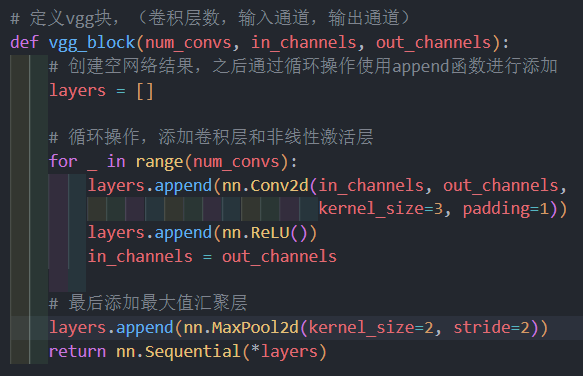 # 定义vgg块，（卷积层数，输入通道，输出通道）
def vgg_block(num_convs, in_channels, out_channels):
    # 创建空网络结果，之后通过循环操作使用append函数进行添加
    layers = []
    # 循环操作，添加卷积层和非线性激活层
    for _ in range(num_convs):
        layers.append(nn.Conv2d(in_channels, out_channels,
                                kernel_size=3, padding=1))
        layers.append(nn.ReLU())
        in_channels = out_channels
    # 最后添加最大值汇聚层
    layers.append(nn.MaxPool2d(kernel_size=2, stride=2))
    return nn.Sequential(*layers)